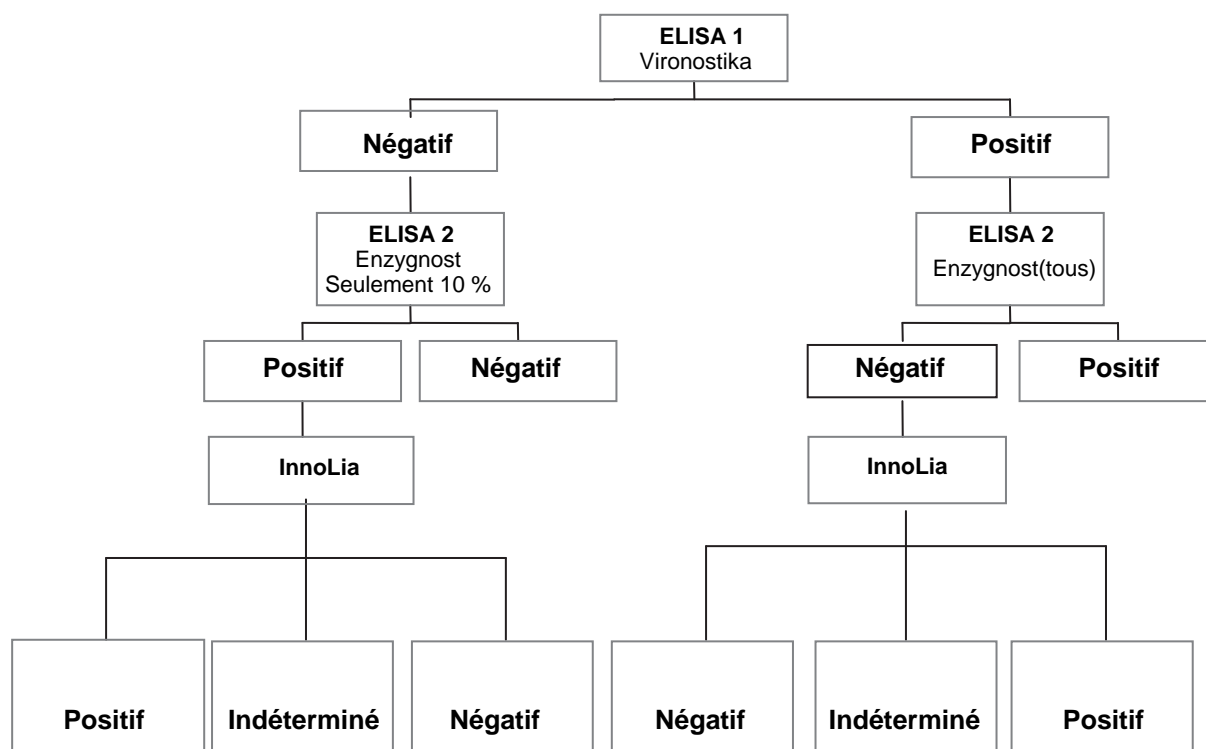 ELISA 1
Vironostika
Négatif
Positif
ELISA 2
Enzygnost
Seulement 10 %
ELISA 2
Enzygnost(tous)
Positif
Négatif
Négatif
Positif
InnoLia
InnoLia
Positif
Indéterminé
Négatif
Négatif
Indéterminé
Positif